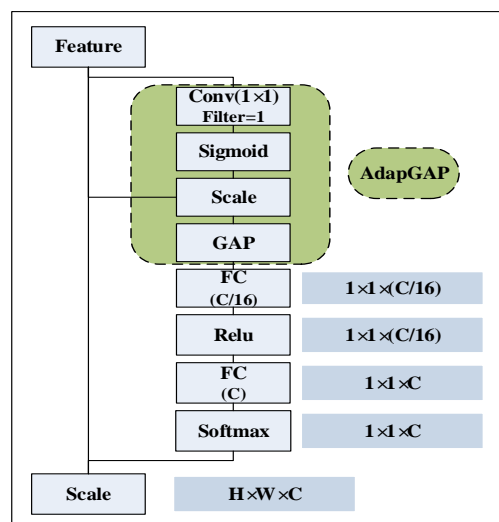 Feature
Conv(1×1)
Filter=1
Sigmoid
Scale
AdapGAP
GAP
FC
(C/16)
1×1×(C/16)
Relu
1×1×(C/16)
FC
(C)
1×1×C
Softmax
1×1×C
Scale
H×W×C